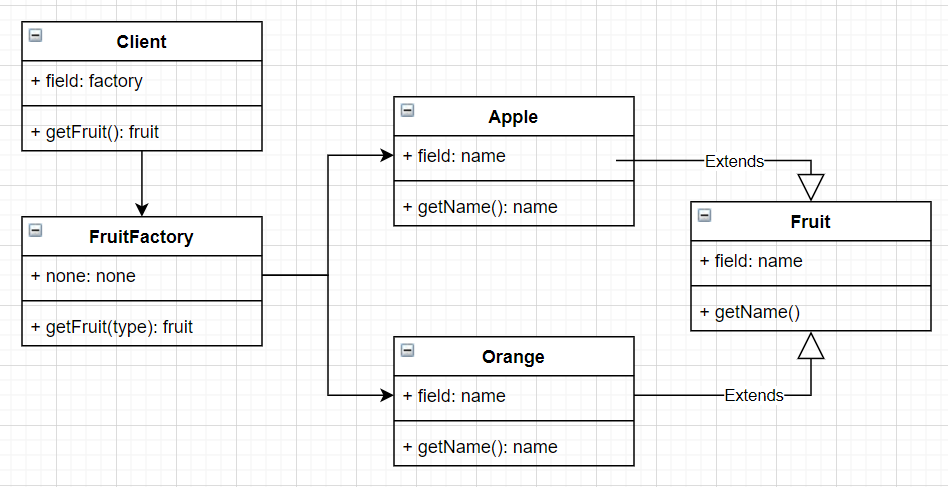 Client
+ field: factory
+ getFruit(): fruit
FruitFactory
+ none: none
+ getFruit(type): fruit
Apple
+ field: name
+ getName(): name
Orange
+ field: name
+ getName(): name
Extends
Extends
Fruit
+ field: name
+ getName()